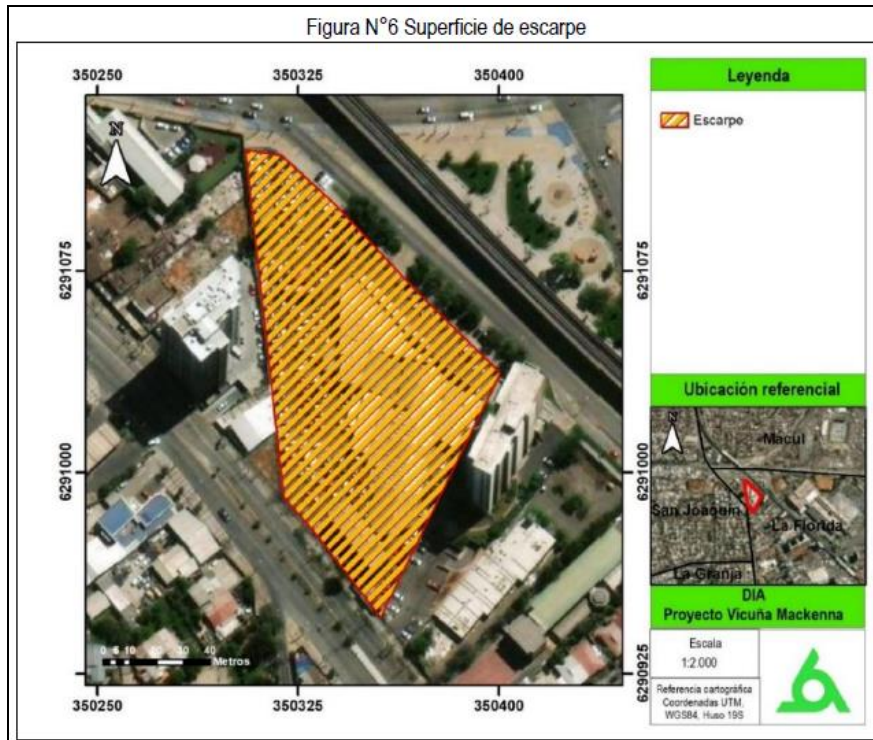 Figura N°6 Superficie de escarpe
350250 350325 350400
N
6291075 6291075
6291000 6291000
6290925
350250 350325 350400
Metros
Leyenda
Escarpe
Ubicación referencial
N
Macul
San Joaquín
La Florida
La Granja
DIA
Proyecto Vicuña Mackenna
Escala
1:2.000
Referencia cartográfica
Coordenadas UTM,
WGS84, Huso 19S